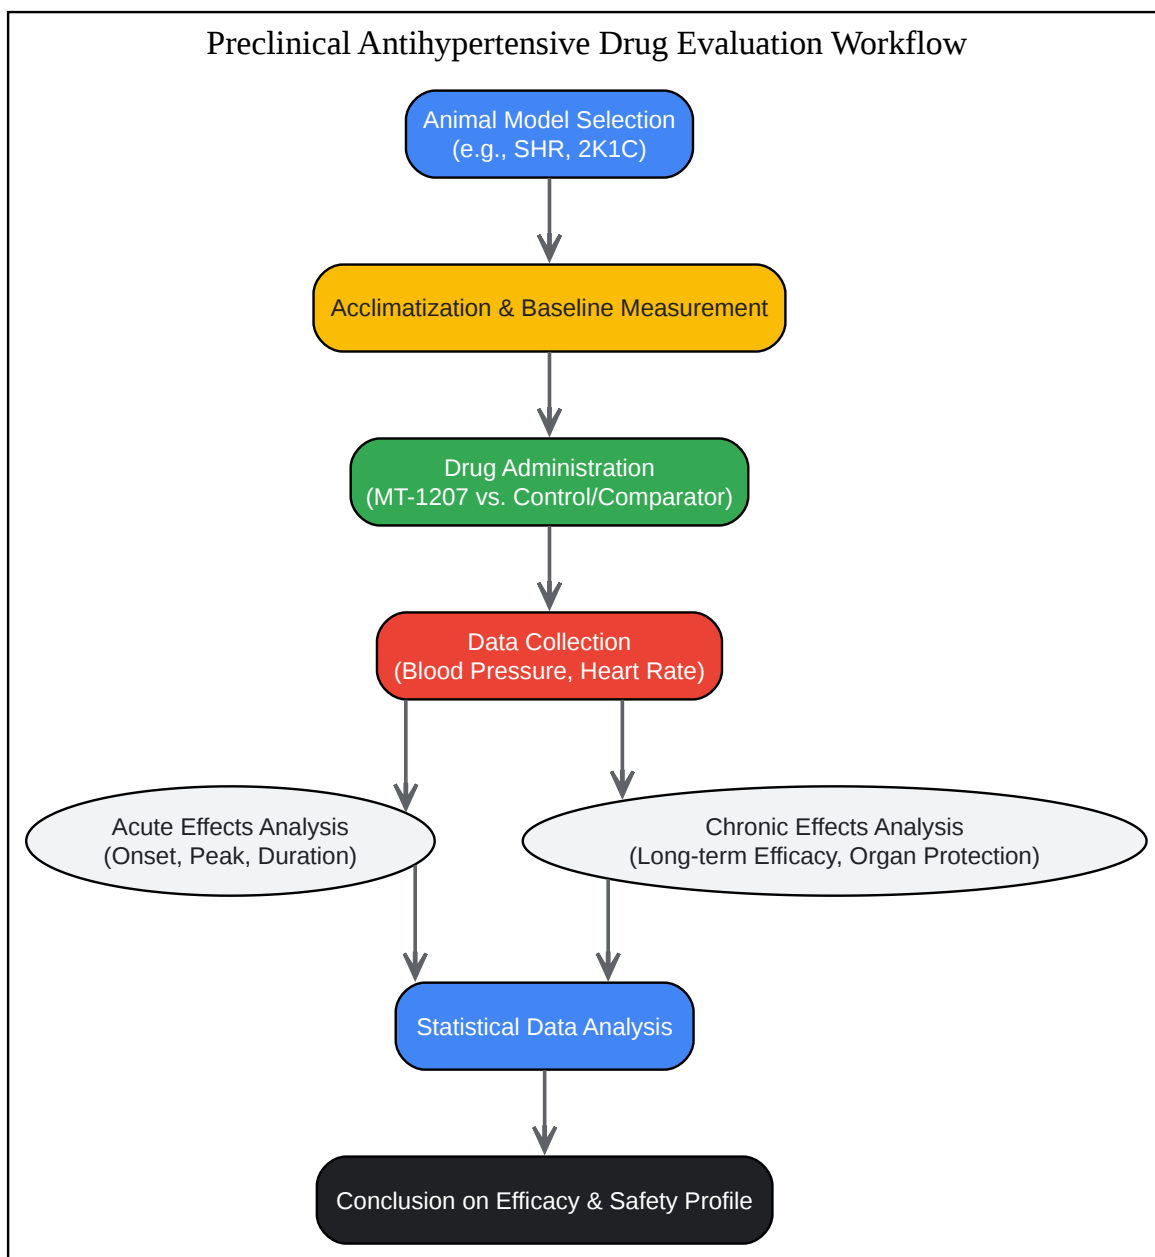 Preclinical Antihypertensive Drug Evaluation Workflow
Animal Model Selection
(e.g., SHR, 2K1C)
Acclimatization & Baseline Measurement
Drug Administration
(MT-1207 vs. Control/Comparator)
Data Collection
(Blood Pressure, Heart Rate)
Acute Effects Analysis
(Onset, Peak, Duration)
Chronic Effects Analysis
(Long-term Efficacy, Organ Protection)
Statistical Data Analysis
Conclusion on Efficacy & Safety Profile